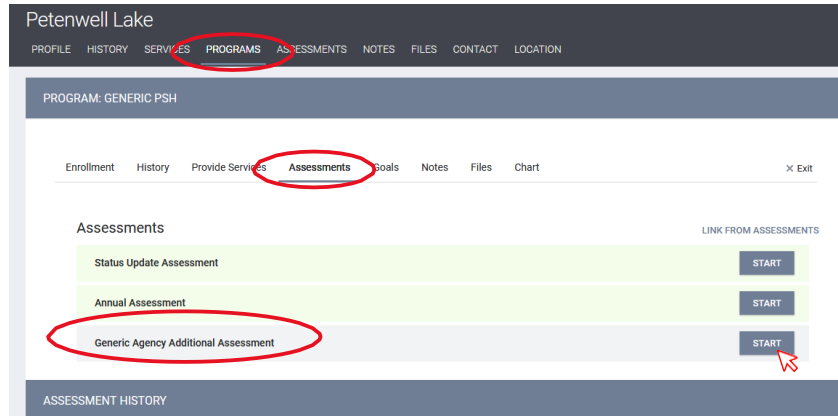 Petenwell Lake
PROFILE HISTORY SERVICES PROGRAMS ASSESSMENTS NOTES FILES CONTACT LOCATION
PROGRAM: GENERIC PSH
Enrollment History Provide Services Assessments Goals Notes Files Chart × Exit
Assessments
LINK FROM ASSESSMENTS
Status Update Assessment START
Annual Assessment START
Generic Agency Additional Assessment START
ASSESSMENT HISTORY